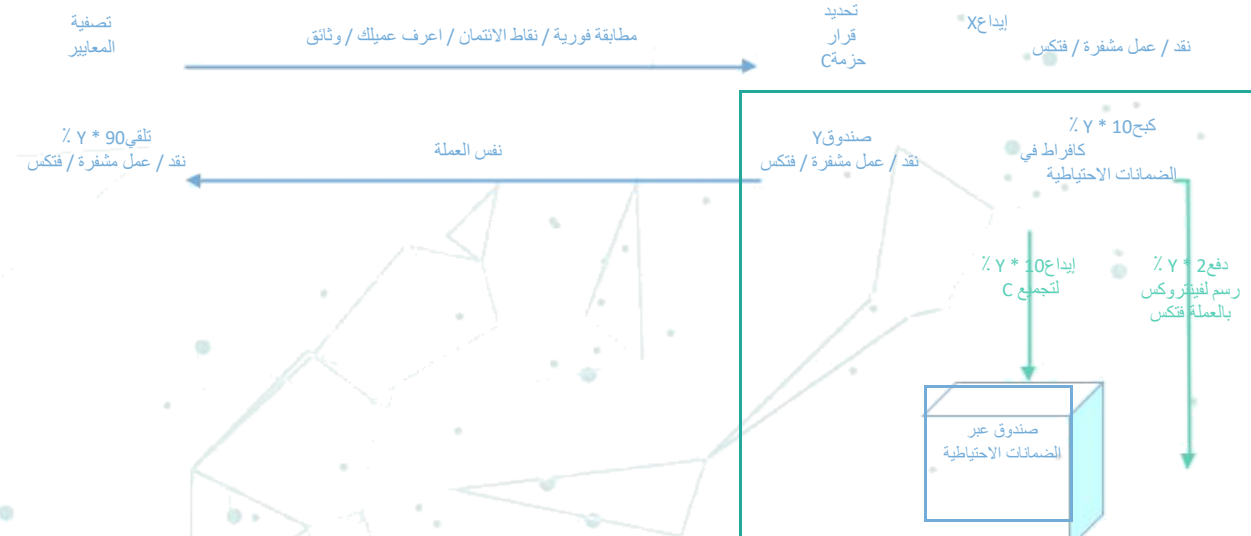 إيداعX
نقد / عمل مشفرة / فتكس
تحديد
قرار
حزمةC
مطابقة فورية / نقاط الائتمان / اعرف عميلك / وثائق
تصفية
المعايير
كبح10 * Y ٪
كافراط في
الضمانات الاحتياطية
صندوقY
نقد / عمل مشفرة / فتكس
نفس العملة
تلقي90 * Y ٪
نقد / عمل مشفرة / فتكس
دفع2 * Y ٪
رسم لفينتروكس
بالعملة فتكس
إيداع10 * Y ٪
لتجميع C
صندوق عبر
الضمانات الاحتياطية